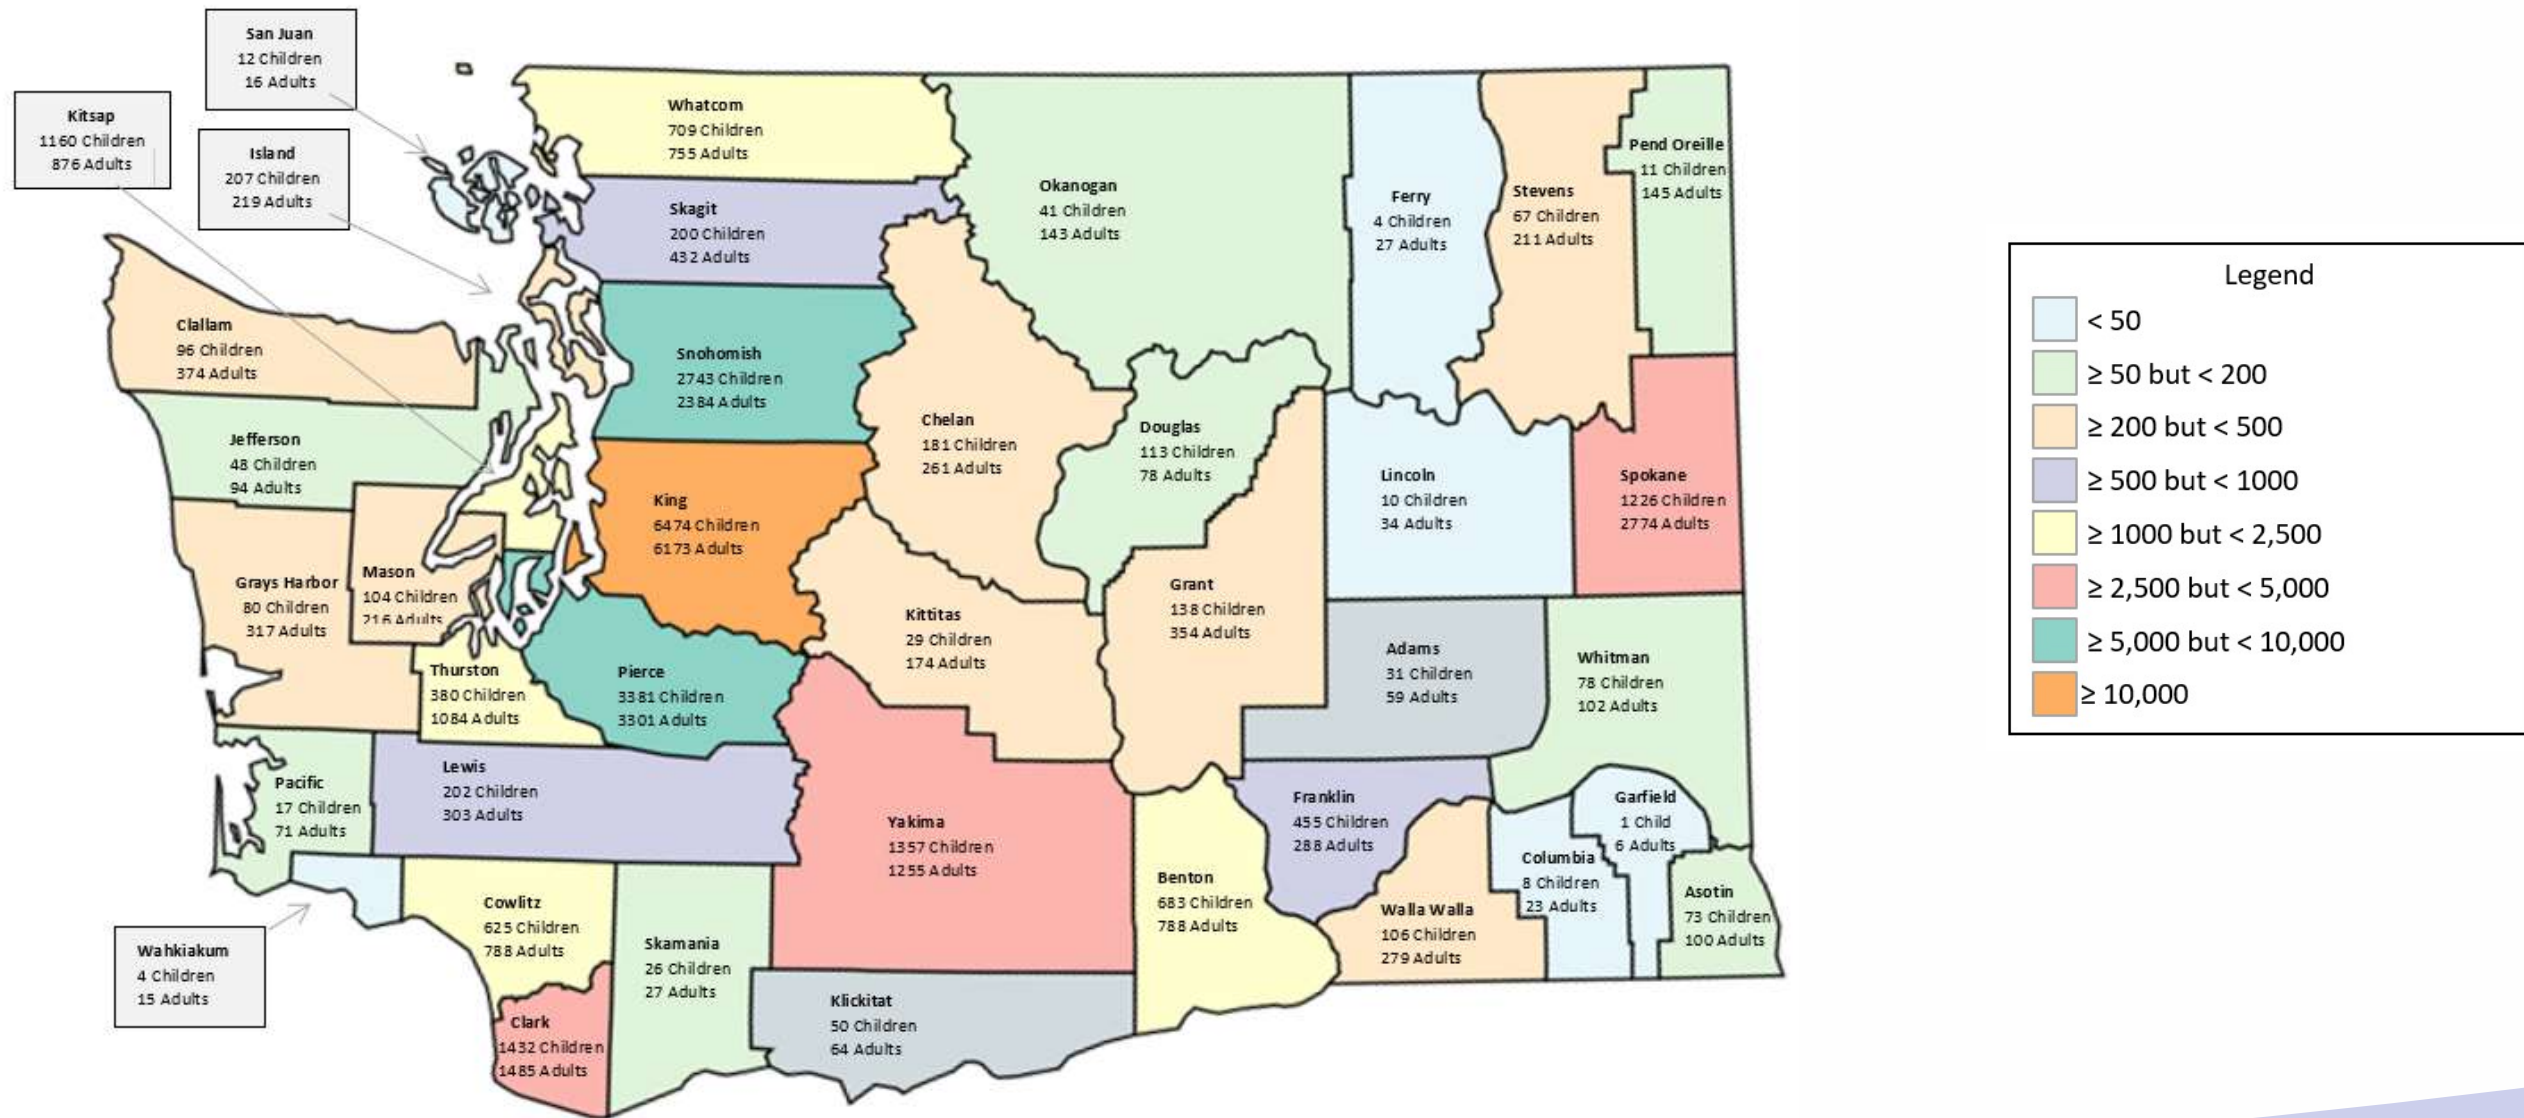 San Juan
12 Children
16 Adults
Kitsap
1160 Children
876 Adults
Island
207 Children
219 Adults
Whatcom
709 Children
755 Adults
Skagit
200 Children
432 Adults
Okanogan
41 Children
143 Adults
Ferry
4 Children
27 Adults
Stevens
67 Children
211 Adults
Pend Oreille
11 Children
145 Adults
Clallam
96 Children
374 Adults
Snohomish
2743 Children
2384 Adults
Jefferson
48 Children
94 Adults
Chelan
181 Children
261 Adults
Douglas
113 Children
78 Adults
King
6474 Children
6173 Adults
Lincoln
10 Children
34 Adults
Spokane
1226 Children
2774 Adults
Grays Harbor
80 Children
317 Adults
Mason
104 Children
216 Adults
Kittitas
29 Children
174 Adults
Grant
138 Children
354 Adults
Adams
31 Children
59 Adults
Whitman
78 Children
102 Adults
Thurston
380 Children
1084 Adults
Pierce
3381 Children
3301 Adults
Pacific
17 Children
71 Adults
Lewis
202 Children
303 Adults
Yakima
1357 Children
1255 Adults
Franklin
455 Children
288 Adults
Garfield
1 Child
6 Adults
Columbia
8 Children
23 Adults
Benton
683 Children
788 Adults
Walla Walla
106 Children
279 Adults
Asotin
73 Children
100 Adults
Wahkiakum
4 Children
15 Adults
Cowlitz
625 Children
788 Adults
Skamania
26 Children
27 Adults
Klickitat
50 Children
64 Adults
Clark
1432 Children
1485 Adults
Legend
< 50
≥ 50 but < 200
≥ 200 but < 500
≥ 500 but < 1000
≥ 1000 but < 2,500
≥ 2,500 but < 5,000
≥ 5,000 but < 10,000
≥ 10,000